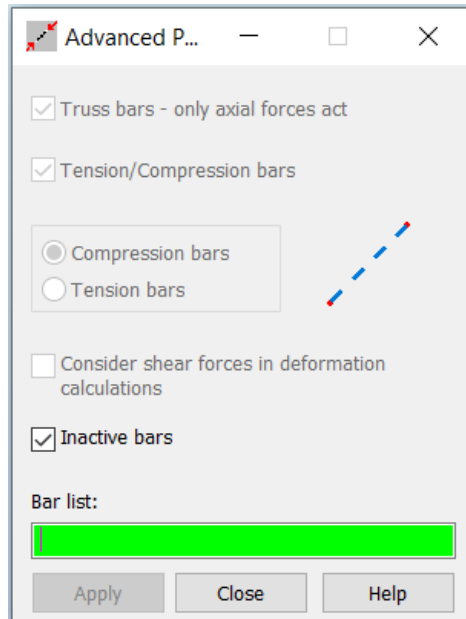 Advanced P...
Truss bars - only axial forces act
Tension/Compression bars
Compression bars
Tension bars
Consider shear forces in deformation
calculations
Inactive bars
Bar list:
Apply Close Help